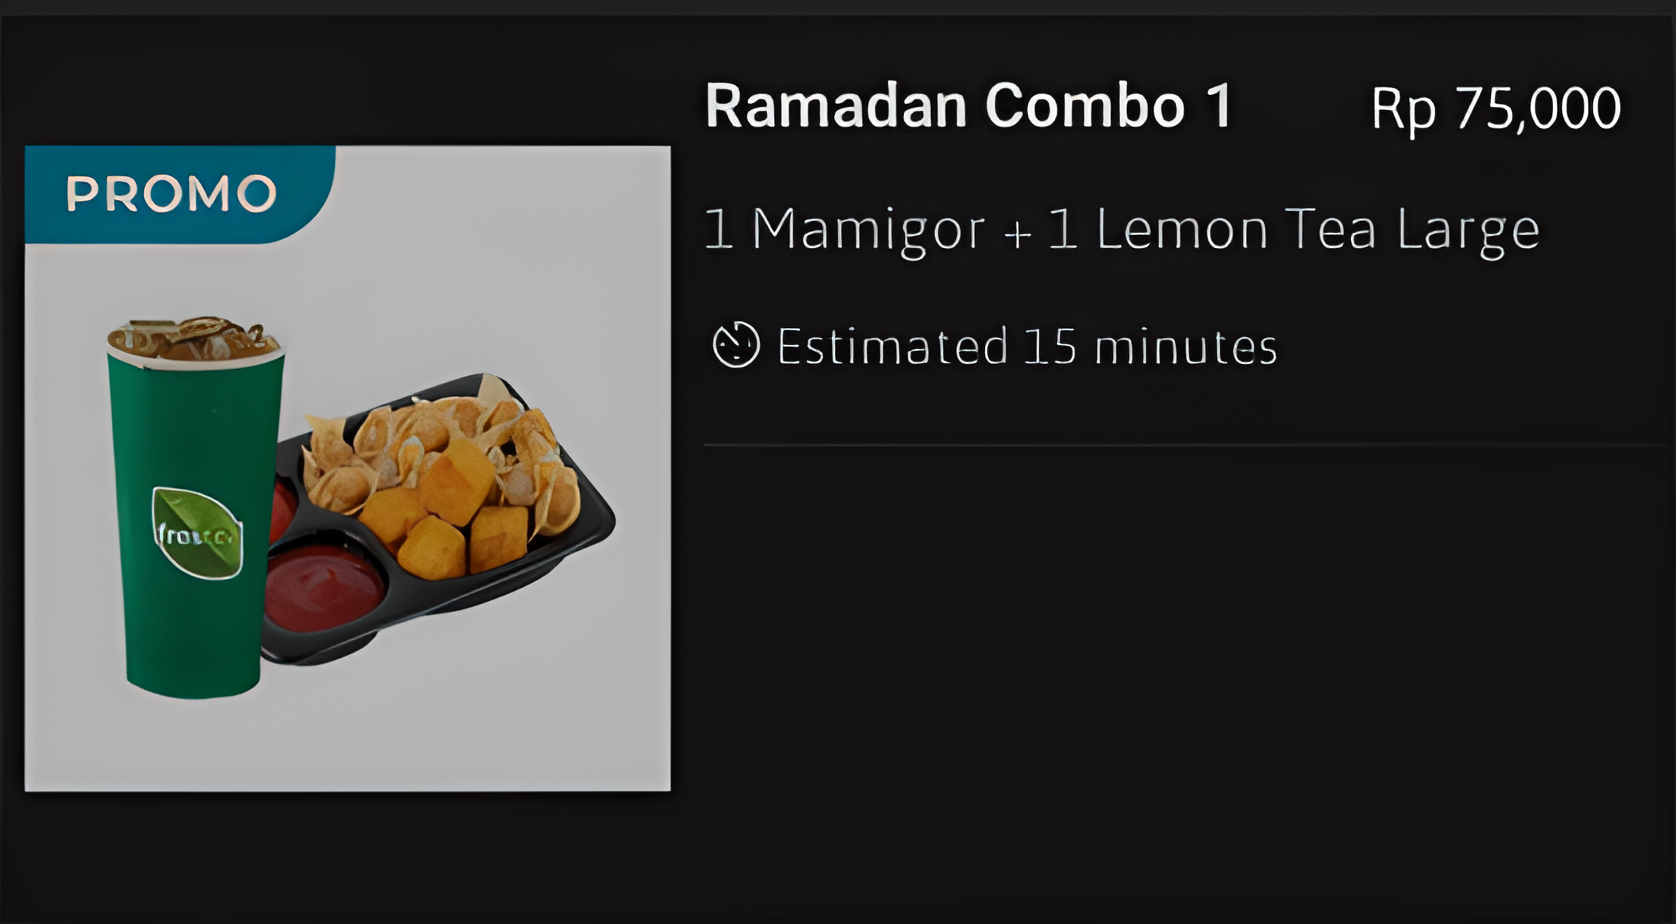 Ramadan Combo 1 Rp 75,000
PROMO
1 Mamigor + 1 Lemon Tea Large
Estimated 15 minutes